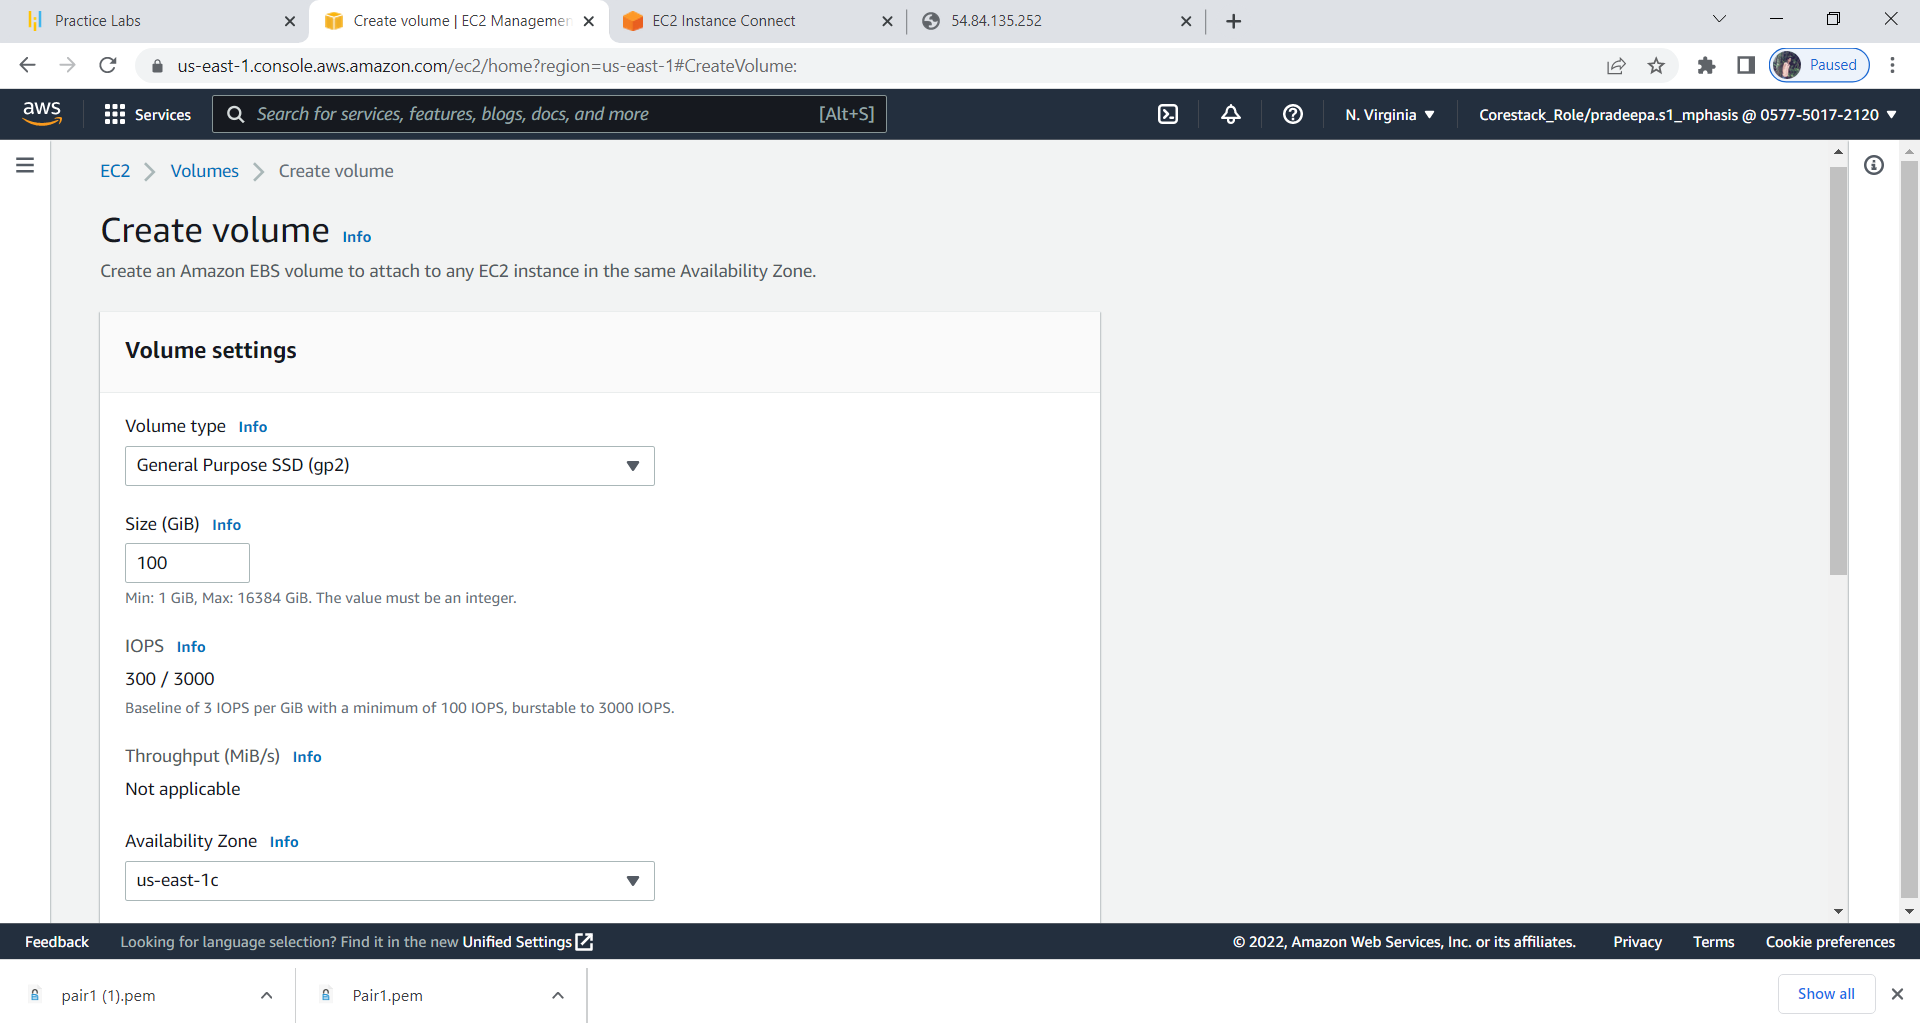 Practice Labs
Create volume | EC2 Managemen
EC2 Instance Connect
54.84.135.252
us-east-1.console.aws.amazon.com/ec2/home?region=us-east-1#CreateVolume:
Paused
aws
Services
Search for services, features, blogs, docs, and more
[Alt+S]
N. Virginia
Corestack_Role/pradeepa.s1_mphasis @ 0577-5017-2120
EC2
Volumes
Create volume
Create volume Info
Create an Amazon EBS volume to attach to any EC2 instance in the same Availability Zone.
Volume settings
Volume type Info
General Purpose SSD (gp2)
Size (GiB) Info
100
Min: 1 GiB, Max: 16384 GiB. The value must be an integer.
IOPS Info
300 / 3000
Baseline of 3 IOPS per GiB with a minimum of 100 IOPS, burstable to 3000 IOPS.
Throughput (MiB/s) Info
Not applicable
Availability Zone Info
us-east-1c
Feedback
Looking for language selection? Find it in the new Unified Settings
© 2022, Amazon Web Services, Inc. or its affiliates.
Privacy
Terms
Cookie preferences
pair1 (1).pem
Pair1.pem
Show all